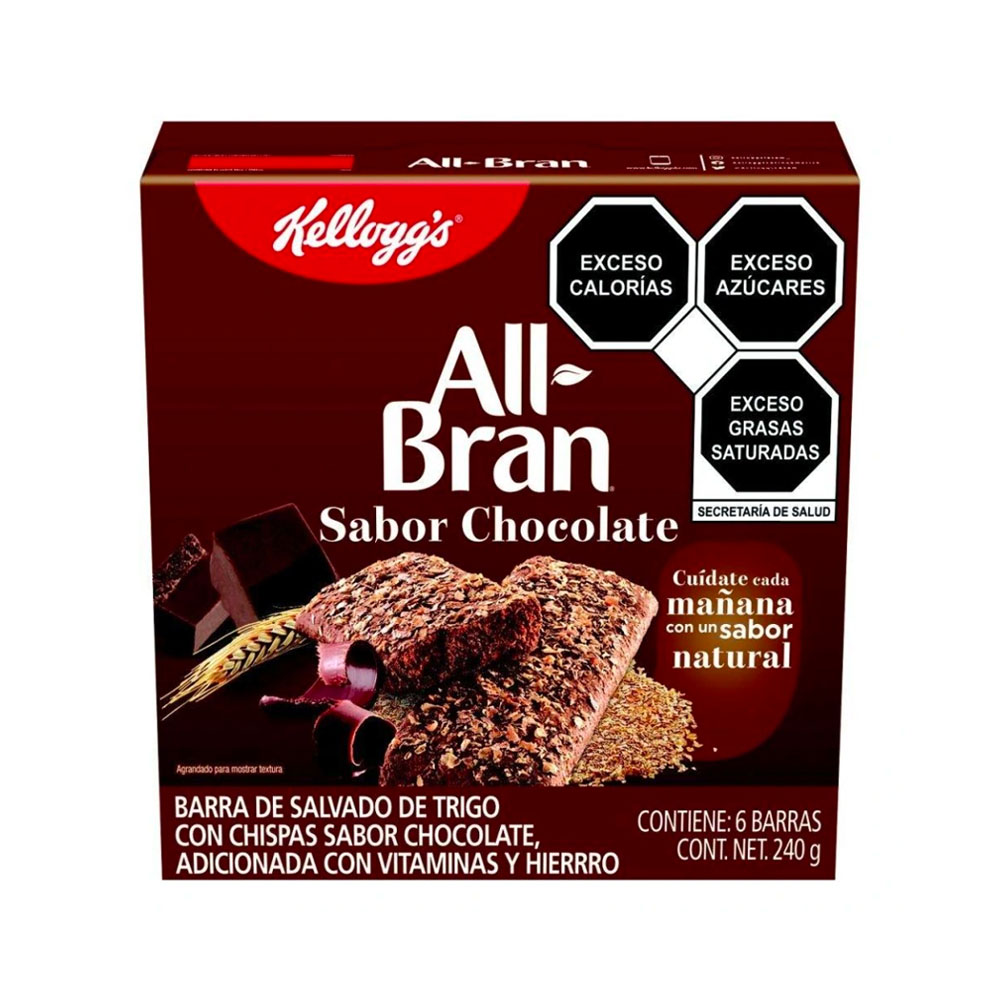 All-Bran
Kellogg's®
EXCESO
CALORÍAS
EXCESO
AZÚCARES
EXCESO
GRASAS
SATURADAS
SECRETARÍA DE SALUD
All-
Bran
Sabor Chocolate
Cuídate cada
mañana
con un sabor
natural
Agrandado para mostrar textura
BARRA DE SALVADO DE TRIGO
CON CHISPAS SABOR CHOCOLATE,
ADICIONADA CON VITAMINAS Y HIERRRO
CONTIENE: 6 BARRAS
CONT. NET. 240 g